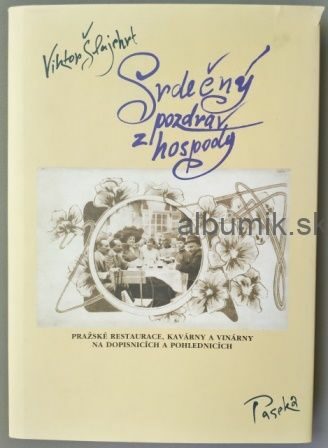 Viktor Šlajchrt
Srdečný
pozdrav
z hospody
albumik.sk
PRAŽSKÉ RESTAURACE, KAVÁRNY A VINÁRNY
NA DOPISNICÍCH A POHLEDNICÍCH
Paseka